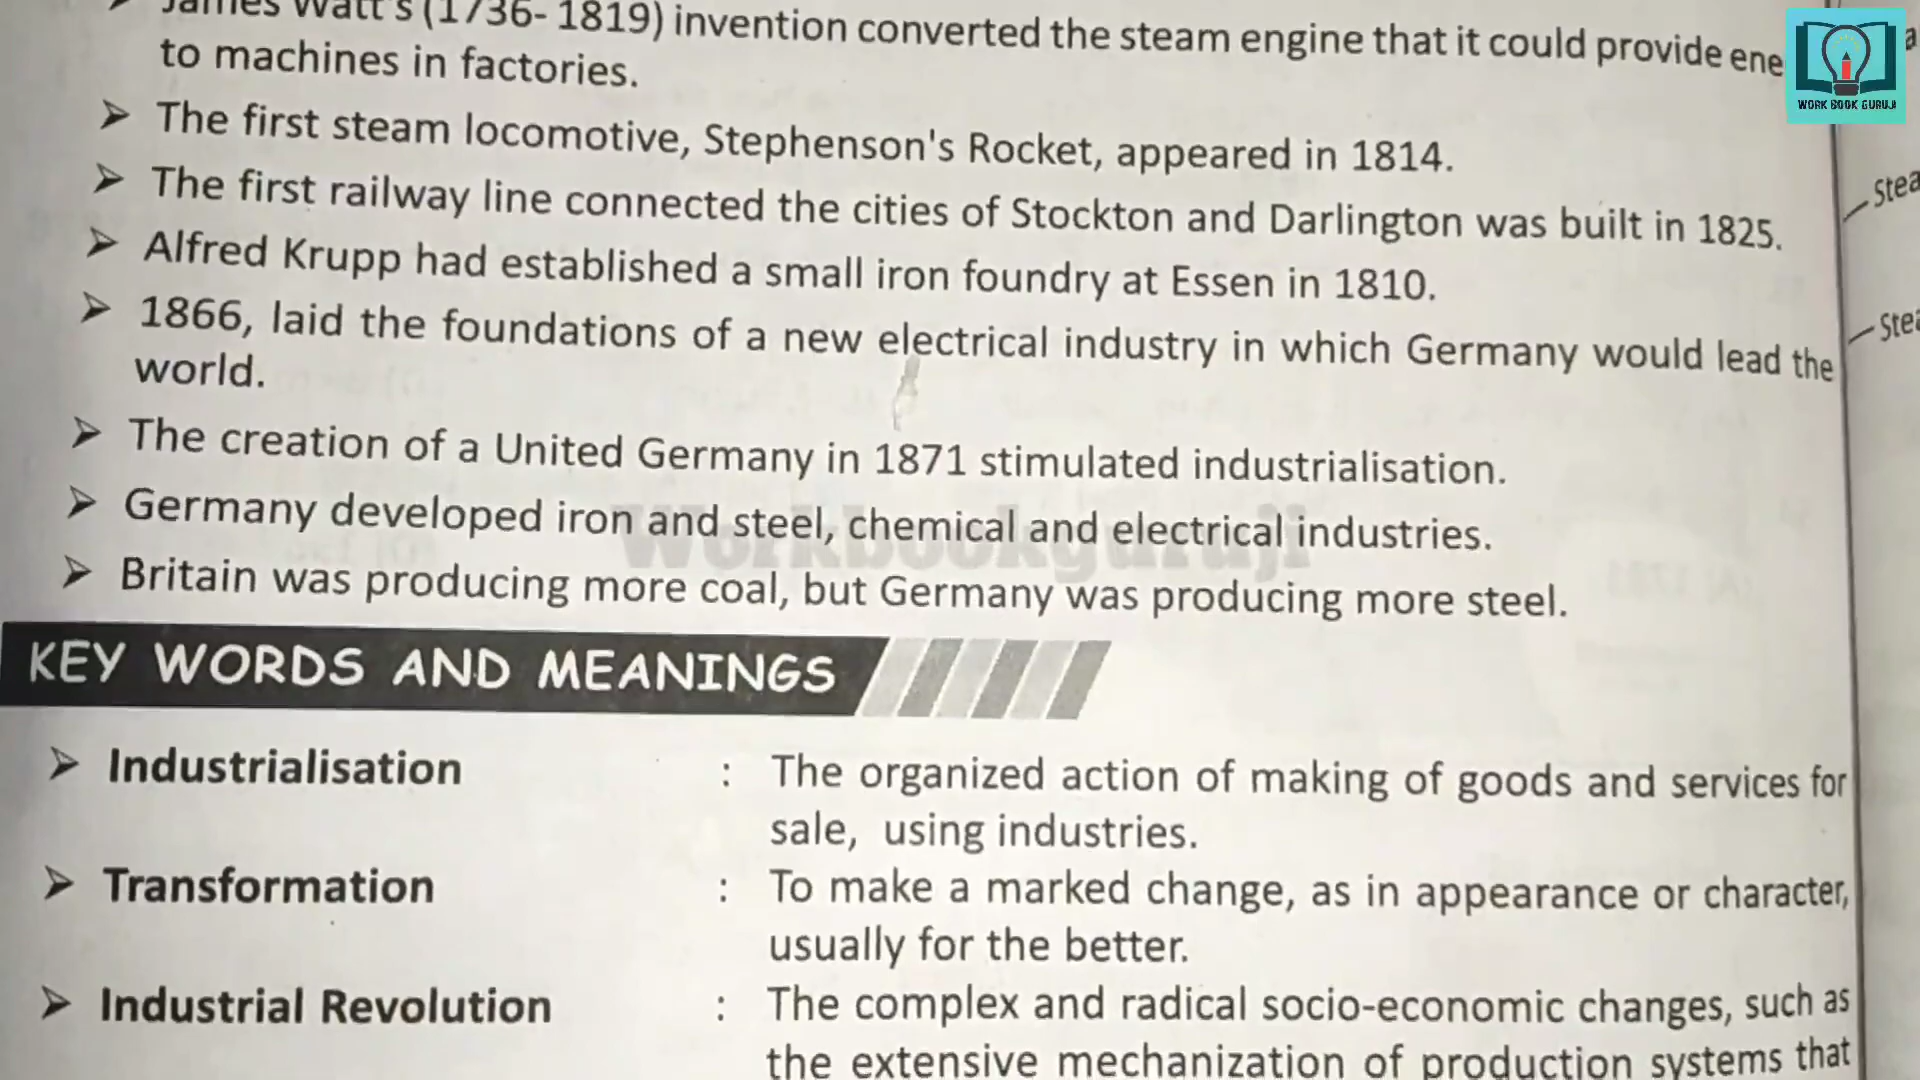 James Watt's (1736- 1819) invention converted the steam engine that it could provide ene
to machines in factories.
➢ The first steam locomotive, Stephenson's Rocket, appeared in 1814.
➢ The first railway line connected the cities of Stockton and Darlington was built in 1825.
➢ Alfred Krupp had established a small iron foundry at Essen in 1810.
➢ 1866, laid the foundations of a new electrical industry in which Germany would lead the
world.
➢ The creation of a United Germany in 1871 stimulated industrialisation.
➢ Germany developed iron and steel, chemical and electrical industries.
➢ Britain was producing more coal, but Germany was producing more steel.
Workbookguruji
KEY WORDS AND MEANINGS
➢ Industrialisation : The organized action of making of goods and services for
sale, using industries.
➢ Transformation : To make a marked change, as in appearance or character,
usually for the better.
➢ Industrial Revolution : The complex and radical socio-economic changes, such as
the extensive mechanization of production systems that
WORK BOOK GURUJI
Stea
Stea